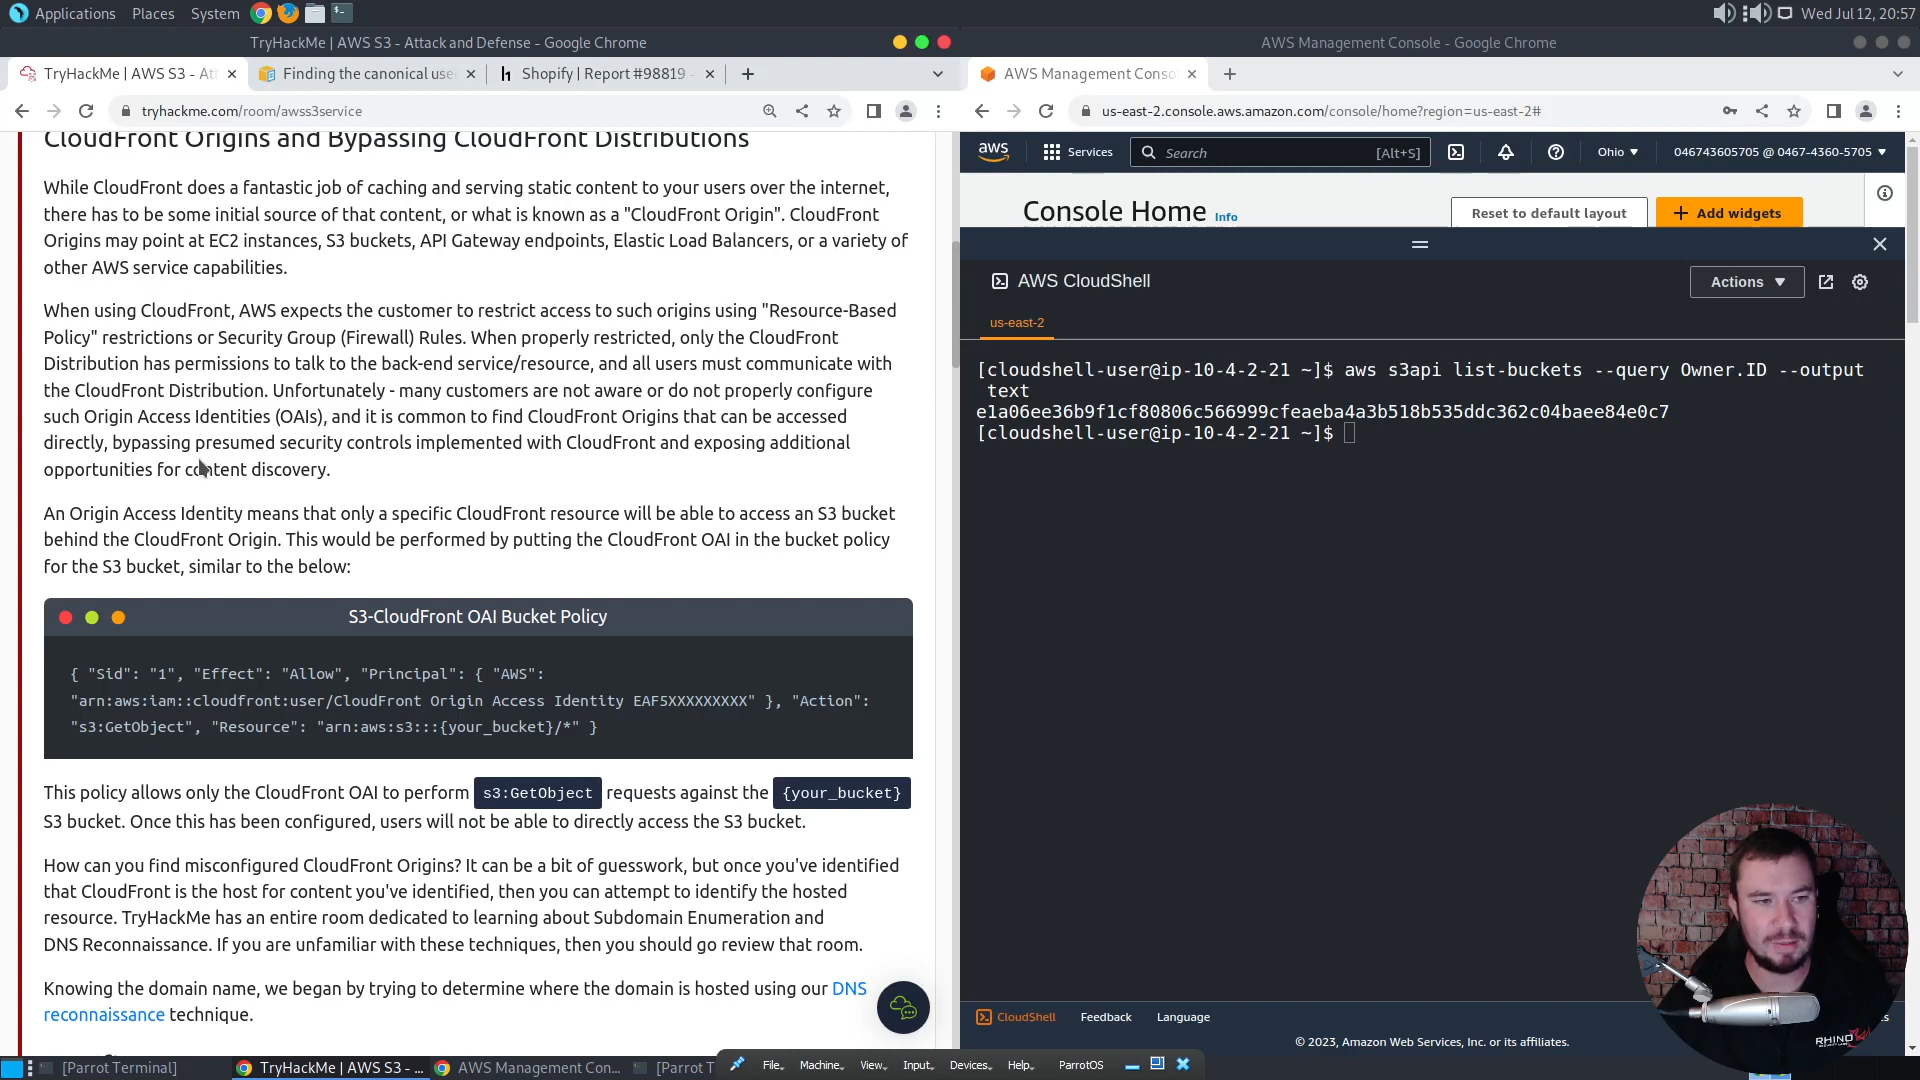 Applications Places System
Wed Jul 12, 20:57
TryHackMe | AWS S3 - Attack and Defense - Google Chrome
AWS Management Console - Google Chrome
TryHackMe | AWS S3 - Att
Finding the canonical use
Shopify | Report #98819 -
AWS Management Conso
tryhackme.com/room/awss3service
us-east-2.console.aws.amazon.com/console/home?region=us-east-2#
CloudFront Origins and Bypassing CloudFront Distributions
While CloudFront does a fantastic job of caching and serving static content to your users over the internet,
there has to be some initial source of that content, or what is known as a "CloudFront Origin". CloudFront
Origins may point at EC2 instances, S3 buckets, API Gateway endpoints, Elastic Load Balancers, or a variety of
other AWS service capabilities.
When using CloudFront, AWS expects the customer to restrict access to such origins using "Resource-Based
Policy" restrictions or Security Group (Firewall) Rules. When properly restricted, only the CloudFront
Distribution has permissions to talk to the back-end service/resource, and all users must communicate with
the CloudFront Distribution. Unfortunately - many customers are not aware or do not properly configure
such Origin Access Identities (OAIs), and it is common to find CloudFront Origins that can be accessed
directly, bypassing presumed security controls implemented with CloudFront and exposing additional
opportunities for content discovery.
An Origin Access Identity means that only a specific CloudFront resource will be able to access an S3 bucket
behind the CloudFront Origin. This would be performed by putting the CloudFront OAI in the bucket policy
for the S3 bucket, similar to the below:
S3-CloudFront OAI Bucket Policy
{ "Sid": "1", "Effect": "Allow", "Principal": { "AWS":
"arn:aws:iam::cloudfront:user/CloudFront Origin Access Identity EAF5XXXXXXXXX" }, "Action":
"s3:GetObject", "Resource": "arn:aws:s3:::{your_bucket}/*" }
This policy allows only the CloudFront OAI to perform s3:GetObject requests against the {your_bucket}
S3 bucket. Once this has been configured, users will not be able to directly access the S3 bucket.
How can you find misconfigured CloudFront Origins? It can be a bit of guesswork, but once you've identified
that CloudFront is the host for content you've identified, then you can attempt to identify the hosted
resource. TryHackMe has an entire room dedicated to learning about Subdomain Enumeration and
DNS Reconnaissance. If you are unfamiliar with these techniques, then you should go review that room.
Knowing the domain name, we began by trying to determine where the domain is hosted using our DNS
reconnaissance technique.
aws
Services
Search [Alt+S]
Ohio
046743605705 @ 0467-4360-5705
Console Home Info
Reset to default layout
Add widgets
AWS CloudShell
Actions
us-east-2
[cloudshell-user@ip-10-4-2-21 ~]$ aws s3api list-buckets --query Owner.ID --output
text
e1a06ee36b9f1cf80806c566999cfeaeba4a3b518b535ddc362c04baee84e0c7
[cloudshell-user@ip-10-4-2-21 ~]$
CloudShell Feedback Language
© 2023, Amazon Web Services, Inc. or its affiliates.
RHINO
[Parrot Terminal]
TryHackMe | AWS S3 - ...
AWS Management Con...
[Parrot T
File Machine View Input Devices Help ParrotOS